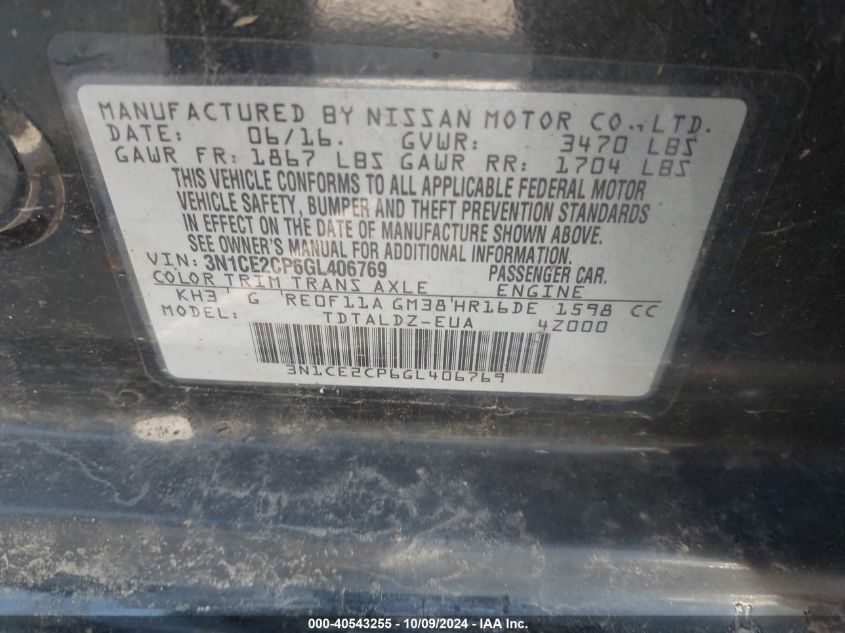 MANUFACTURED BY NISSAN MOTOR CO., LTD.
DATE: 06/16. GVWR: 3470 LBS
GAWR FR: 1867 LBS GAWR RR: 1704 LBS
THIS VEHICLE CONFORMS TO ALL APPLICABLE FEDERAL MOTOR
VEHICLE SAFETY, BUMPER AND THEFT PREVENTION STANDARDS
IN EFFECT ON THE DATE OF MANUFACTURE SHOWN ABOVE.
SEE OWNER'S MANUAL FOR ADDITIONAL INFORMATION.
VIN: 3N1CE2CP6GL406769 PASSENGER CAR.
COLOR TRIM TRANS AXLE ENGINE
KH3 G RE0F11A GM38 HR16DE 1598 CC
MODEL: TDTALDZ-EUA 4Z000
3N1CE2CP6GL406769
000-40543255 - 10/09/2024 - IAA Inc.